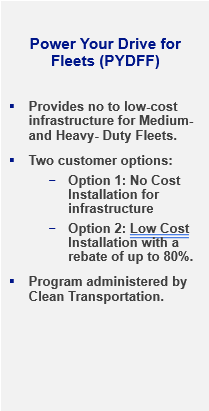 Power Your Drive for
Fleets (PYDFF)
▪ Provides no to low-cost
infrastructure for Medium-
and Heavy- Duty Fleets.
▪ Two customer options:
– Option 1: No Cost
Installation for
infrastructure
– Option 2: Low Cost
Installation with a
rebate of up to 80%.
▪ Program administered by
Clean Transportation.